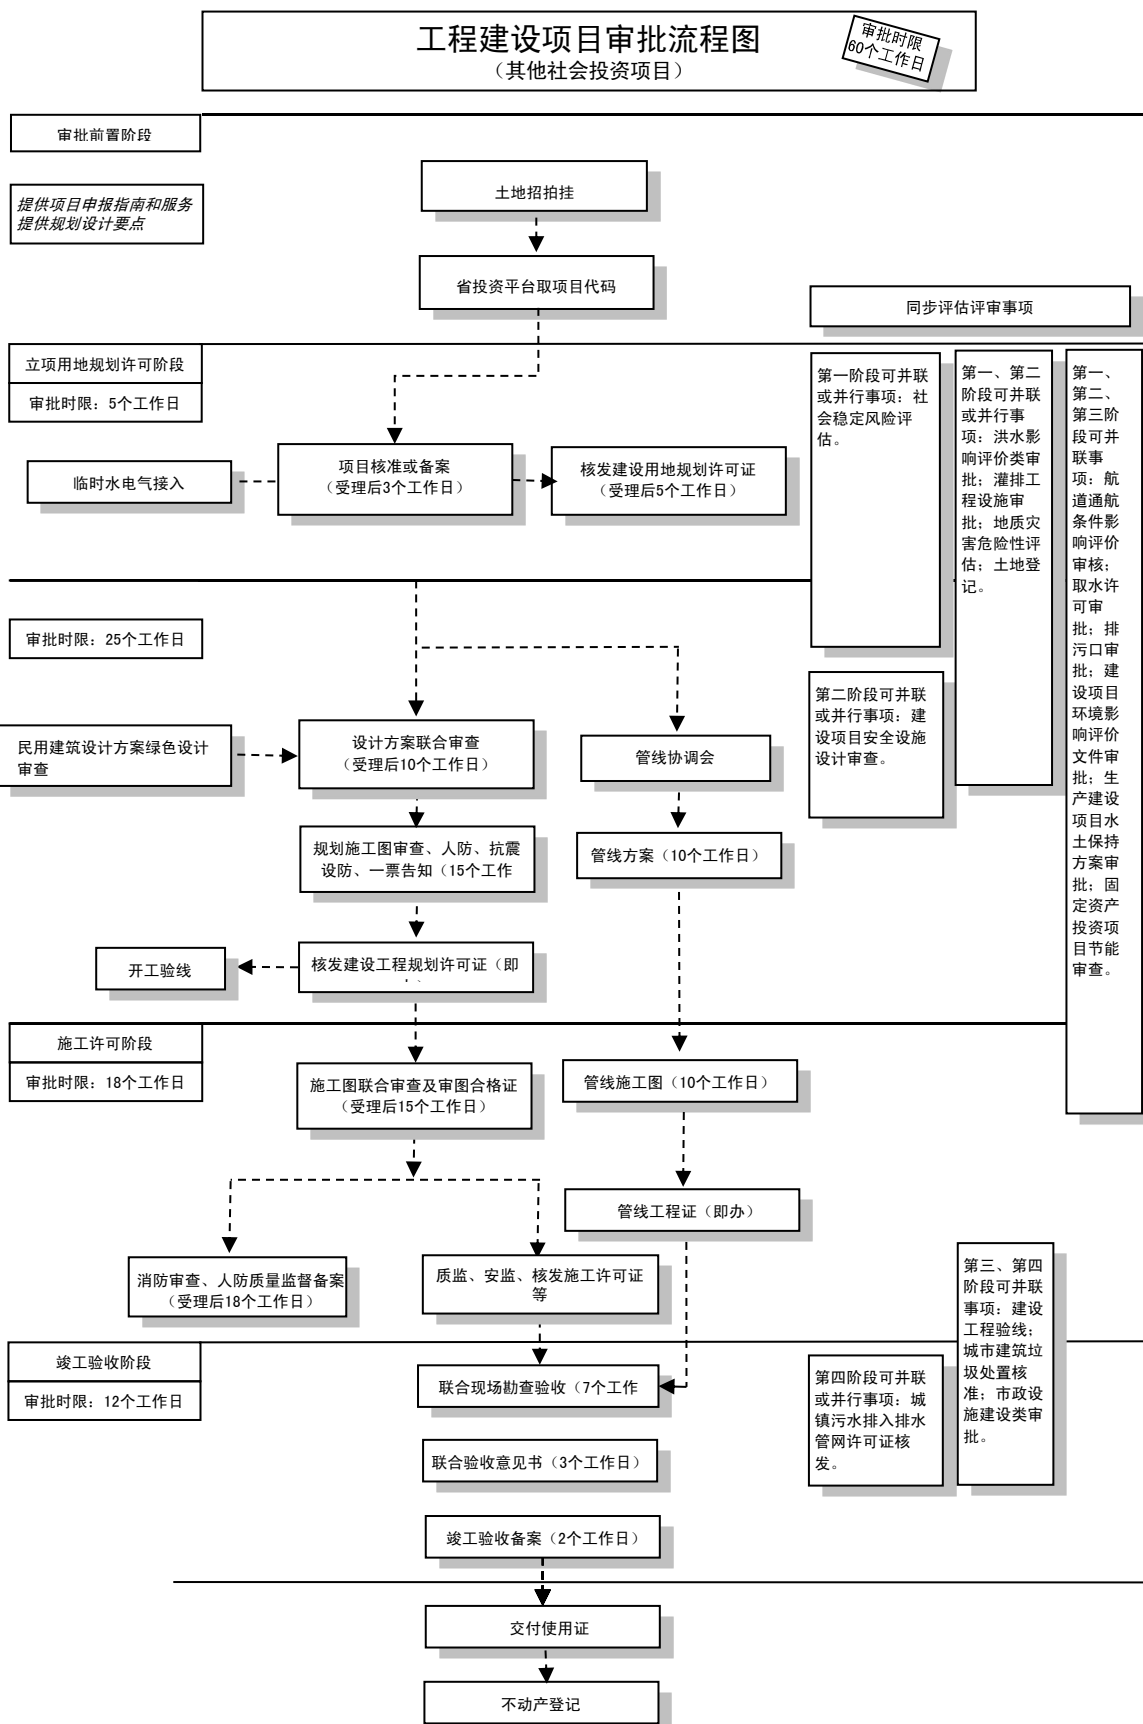 工程建设项目审批流程图
（其他社会投资项目）
审批时限
60个工作日
审批前置阶段
提供项目申报指南和服务
提供规划设计要点
土地招拍挂
省投资平台取项目代码
同步评估评审事项
立项用地规划许可阶段
审批时限：5个工作日
临时水电气接入
项目核准或备案
（受理后3个工作日）
核发建设用地规划许可证
（受理后5个工作日）
第一阶段可并联
或并行事项：社
会稳定风险评
估。
第一、第二
阶段可并联
或并行事
项：洪水影
响评价类审
批；灌排工
程设施审
批；地质灾
害危险性评
估；土地登
记。
第一、
第二、
第三阶
段可并
联事
项：航
道通航
条件影
响评价
审核；
取水许
可审
批；排
污口审
批；建
设项目
环境影
响评价
文件审
批；生
产建设
项目水
土保持
方案审
批；固
定资产
投资项
目节能
审查。
审批时限：25个工作日
第二阶段可并联
或并行事项：建
设项目安全设施
设计审查。
民用建筑设计方案绿色设计
审查
设计方案联合审查
（受理后10个工作日）
管线协调会
规划施工图审查、人防、抗震
设防、一票告知（15个工作
管线方案（10个工作日）
开工验线
核发建设工程规划许可证（即
施工许可阶段
审批时限：18个工作日
施工图联合审查及审图合格证
（受理后15个工作日）
管线施工图（10个工作日）
管线工程证（即办）
消防审查、人防质量监督备案
（受理后18个工作日）
质监、安监、核发施工许可证
等
第三、第四
阶段可并联
事项：建设
工程验线；
城市建筑垃
圾处置核
准；市政设
施建设类审
批。
竣工验收阶段
审批时限：12个工作日
联合现场勘查验收（7个工作
第四阶段可并联
或并行事项：城
镇污水排入排水
管网许可证核
发。
联合验收意见书（3个工作日）
竣工验收备案（2个工作日）
交付使用证
不动产登记